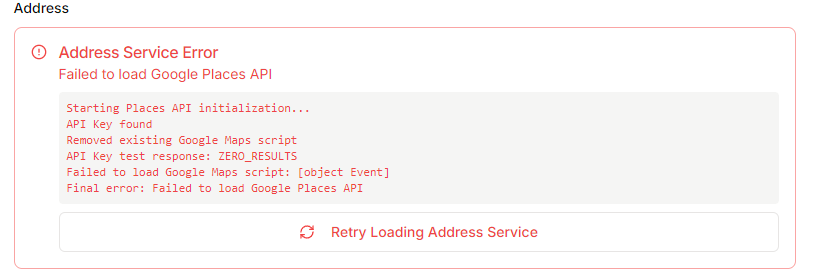 Address
Address Service Error
Failed to load Google Places API
Starting Places API initialization...
API Key found
Removed existing Google Maps script
API Key test response: ZERO_RESULTS
Failed to load Google Maps script: [object Event]
Final error: Failed to load Google Places API
Retry Loading Address Service